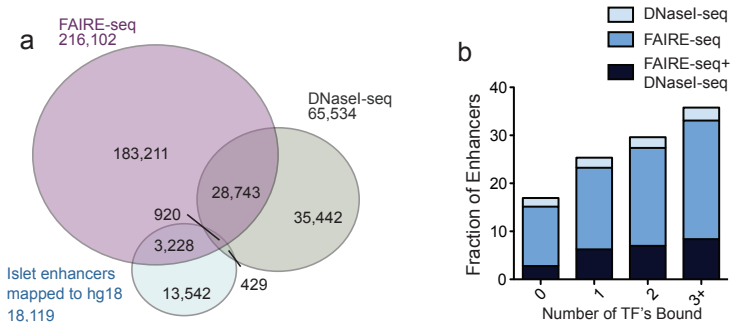 a
FAIRE-seq
216,102
DNaseI-seq
65,534
183,211
28,743
35,442
920
3,228
429
13,542
Islet enhancers
mapped to hg18
18,119
b
DNaseI-seq
FAIRE-seq
FAIRE-seq+
DNaseI-seq
Fraction of Enhancers
40
30
20
10
0
0
1
2
3+
Number of TF's Bound